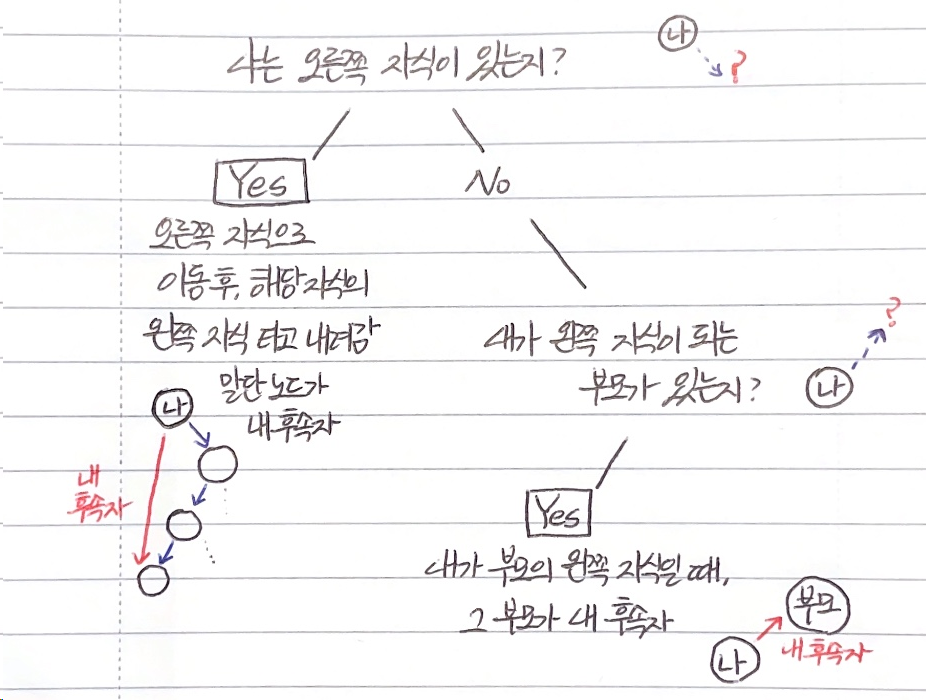 나는 오른쪽 자식이 있는지?
나
?
Yes
No
오른쪽 자식으로
이동 후, 해당 자식의
왼쪽 자식 타고 내려감
말단 노드가
내 후속자
나
내
후속자
내가 왼쪽 자식이 되는
부모가 있는지?
?
나
Yes
내가 부모의 왼쪽 자식일 때,
그 부모가 내 후속자
부모
나
내 후속자